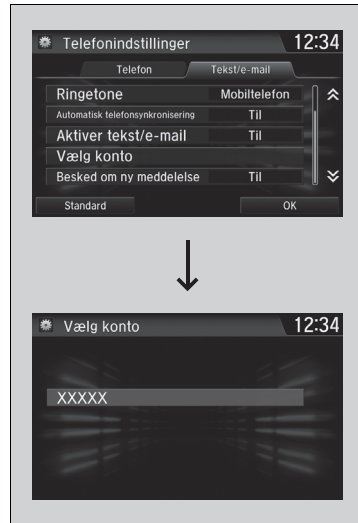 Telefonindstillinger 12:34
Telefon Tekst/e-mail
Ringetone Mobiltelefon
Automatisk telefonsynkronisering Til
Aktiver tekst/e-mail Til
Vælg konto
Besked om ny meddelelse Til
Standard OK
Vælg konto 12:34
XXXXX